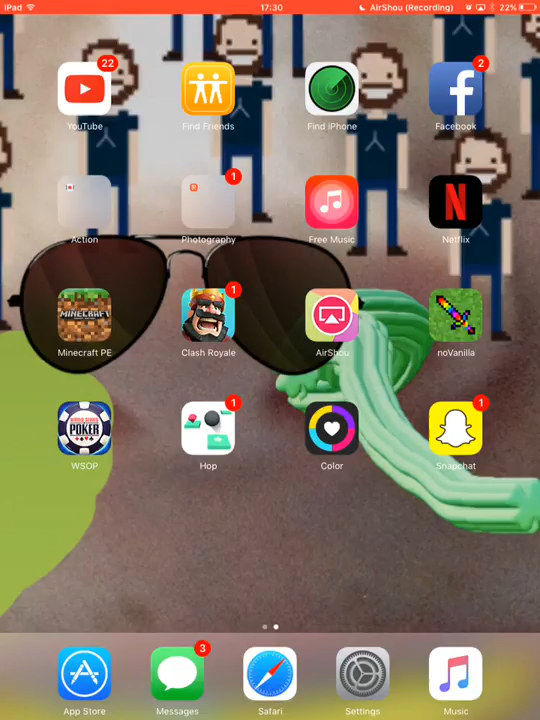 iPad 17:30 AirShou (Recording) 22%
22 2
YouTube Find Friends Find iPhone Facebook
1
Action Photography Free Music Netflix
MINECRAFT 1
Minecraft PE Clash Royale AirShou noVanilla
WORLD SERIES POKER 1 1
WSOP Hop Color Snapchat
3
App Store Messages Safari Settings Music